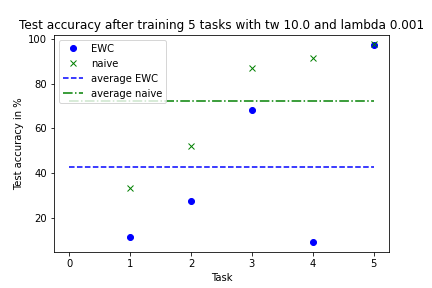 Test accuracy after training 5 tasks with tw 10.0 and lambda 0.001
100
80
60
40
20
Test accuracy in %
EWC
naive
average EWC
average naive
0 1 2 3 4 5
Task